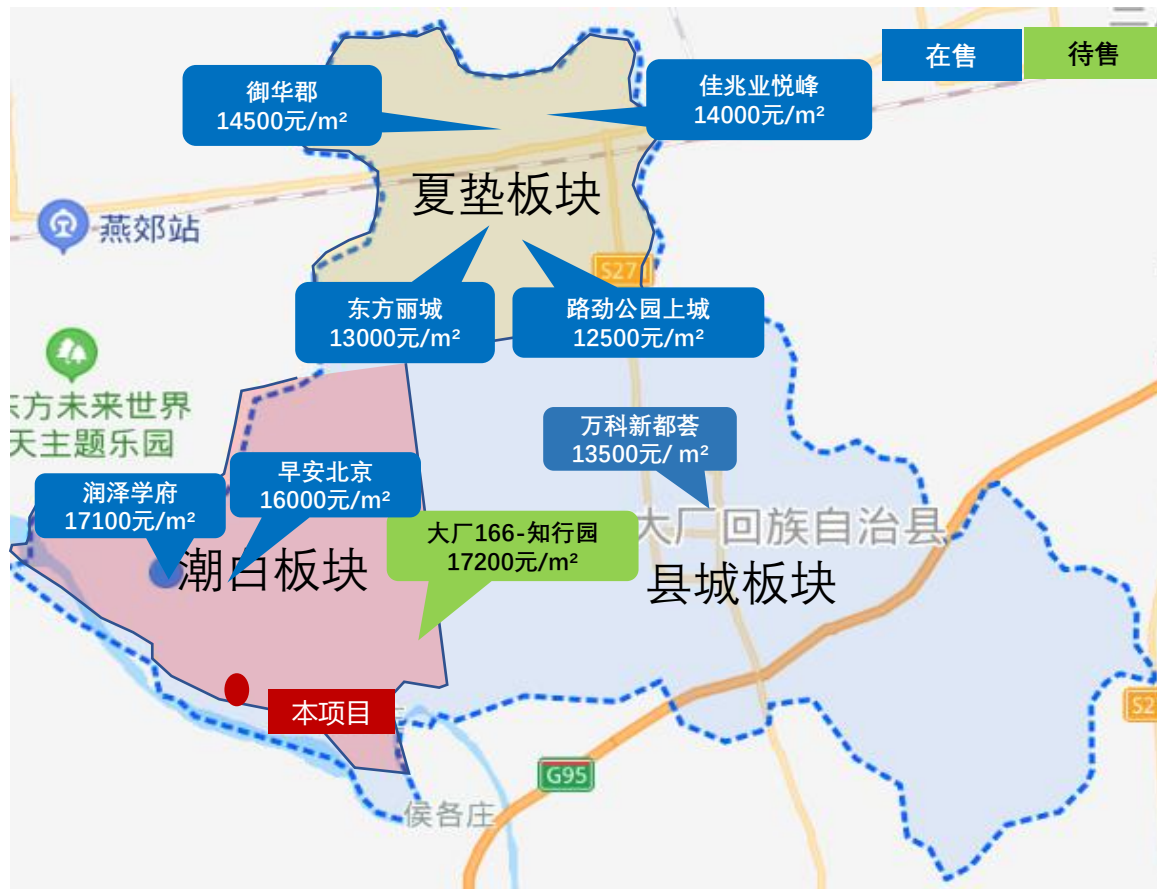 三
在售
待售
御华郡
14500元/m²
佳兆业悦峰
14000元/m²
夏垫板块
燕郊站
S271
东方丽城
13000元/m²
路劲公园上城
12500元/m²
东方未来世界
天主题乐园
万科新都荟
13500元/ m²
早安北京
16000元/m²
润泽学府
17100元/m²
大厂166-知行园
17200元/m²
大厂回族自治县
潮白板块
县城板块
本项目
S2
G95
侯各庄